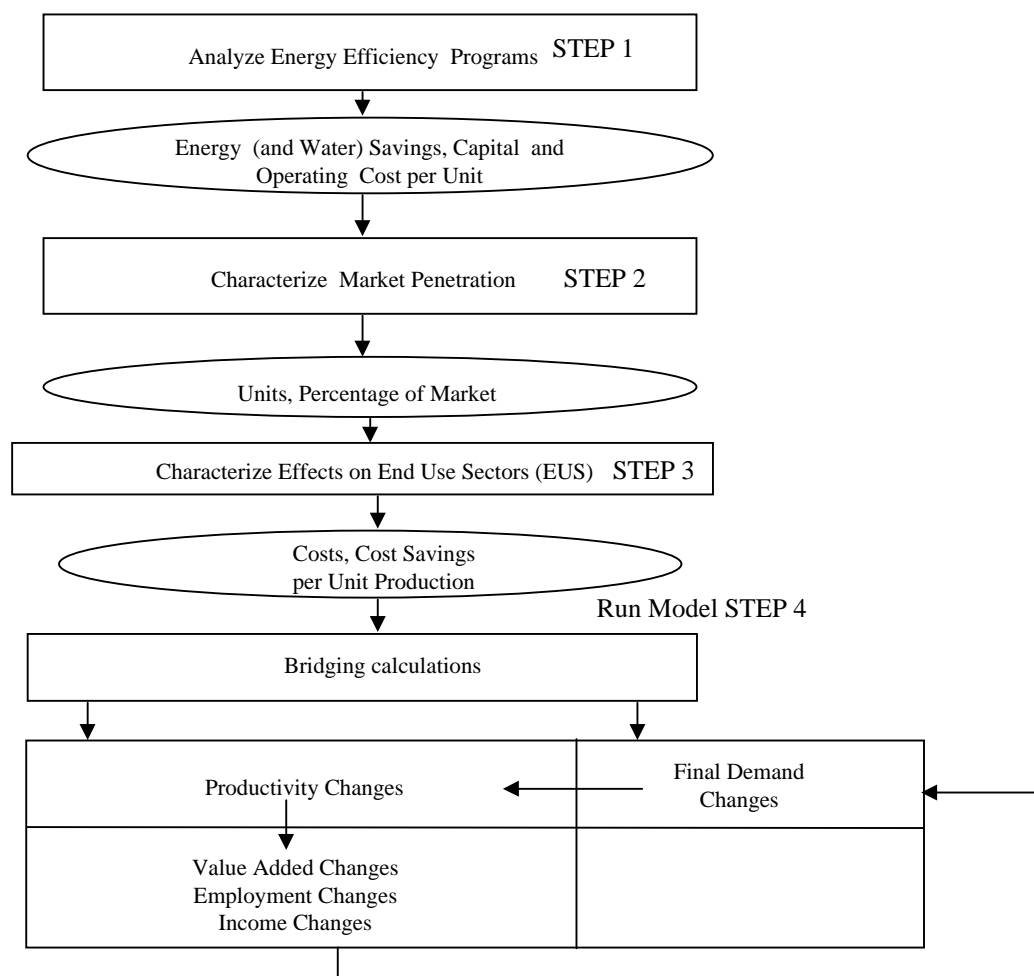 Analyze Energy Efficiency Programs STEP 1
Energy (and Water) Savings, Capital and
Operating Cost per Unit
Characterize Market Penetration STEP 2
Units, Percentage of Market
Characterize Effects on End Use Sectors (EUS) STEP 3
Costs, Cost Savings
per Unit Production
Run Model STEP 4
Bridging calculations
Productivity Changes
Final Demand
Changes
Value Added Changes
Employment Changes
Income Changes